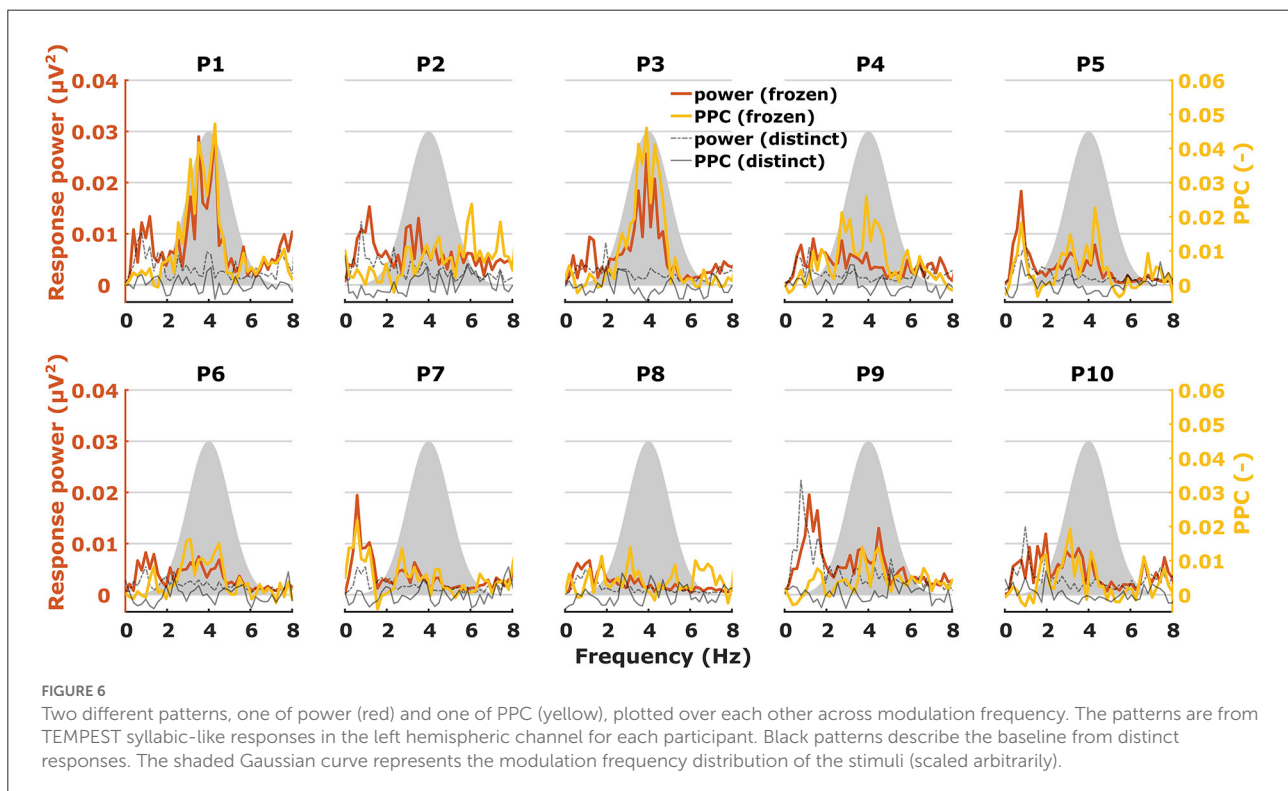 P1 P2 P3 P4 P5
Response power (µV²)
0.04
0.03
0.02
0.01
0
power (frozen)
PPC (frozen)
power (distinct)
PPC (distinct)
0.06
0.05
0.04
0.03
0.02
0.01
0
PPC (–)
0 2 4 6 8 0 2 4 6 8 0 2 4 6 8 0 2 4 6 8 0 2 4 6 8
P6 P7 P8 P9 P10
Response power (µV²)
0.04
0.03
0.02
0.01
0
0.06
0.05
0.04
0.03
0.02
0.01
0
PPC (–)
0 2 4 6 8 0 2 4 6 8 0 2 4 6 8 0 2 4 6 8 0 2 4 6 8
Frequency (Hz)
FIGURE 6
Two different patterns, one of power (red) and one of PPC (yellow), plotted over each other across modulation frequency. The patterns are from
TEMPEST syllabic-like responses in the left hemispheric channel for each participant. Black patterns describe the baseline from distinct
responses. The shaded Gaussian curve represents the modulation frequency distribution of the stimuli (scaled arbitrarily).